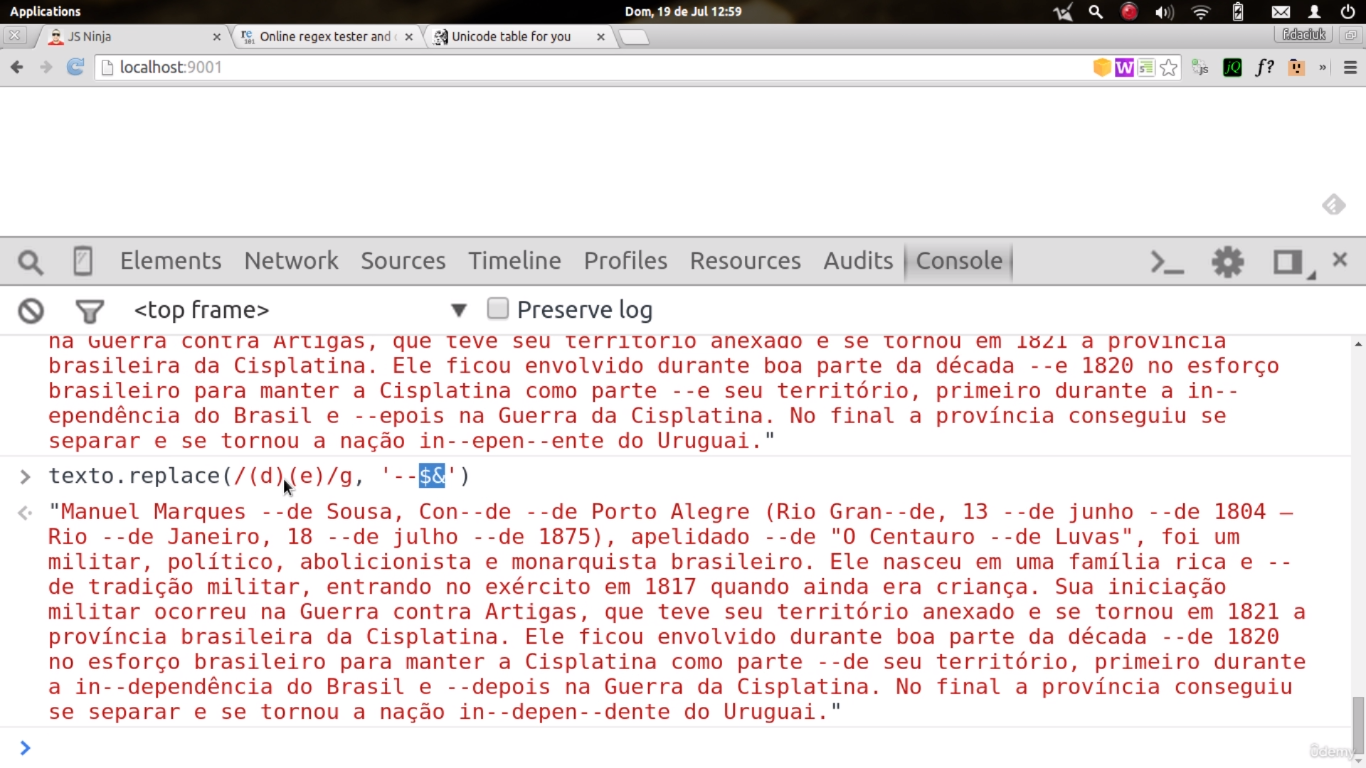 Applications
Dom, 19 de Jul 12:59
JS Ninja
Online regex tester and
Unicode table for you
fdaciuk
localhost:9001
Elements Network Sources Timeline Profiles Resources Audits Console
<top frame> Preserve log
na Guerra contra Artigas, que teve seu território anexado e se tornou em 1821 a província
brasileira da Cisplatina. Ele ficou envolvido durante boa parte da década --e 1820 no esforço
brasileiro para manter a Cisplatina como parte --e seu território, primeiro durante a in--
ependência do Brasil e --epois na Guerra da Cisplatina. No final a província conseguiu se
separar e se tornou a nação in--epen--ente do Uruguai."
> texto.replace(/(d)(e)/g, '--$&')
"Manuel Marques --de Sousa, Con--de --de Porto Alegre (Rio Gran--de, 13 --de junho --de 1804 –
Rio --de Janeiro, 18 --de julho --de 1875), apelidado --de "O Centauro --de Luvas", foi um
militar, político, abolicionista e monarquista brasileiro. Ele nasceu em uma família rica e --
de tradição militar, entrando no exército em 1817 quando ainda era criança. Sua iniciação
militar ocorreu na Guerra contra Artigas, que teve seu território anexado e se tornou em 1821 a
província brasileira da Cisplatina. Ele ficou envolvido durante boa parte da década --de 1820
no esforço brasileiro para manter a Cisplatina como parte --de seu território, primeiro durante
a in--dependência do Brasil e --depois na Guerra da Cisplatina. No final a província conseguiu
se separar e se tornou a nação in--depen--dente do Uruguai."
>
ûdemy